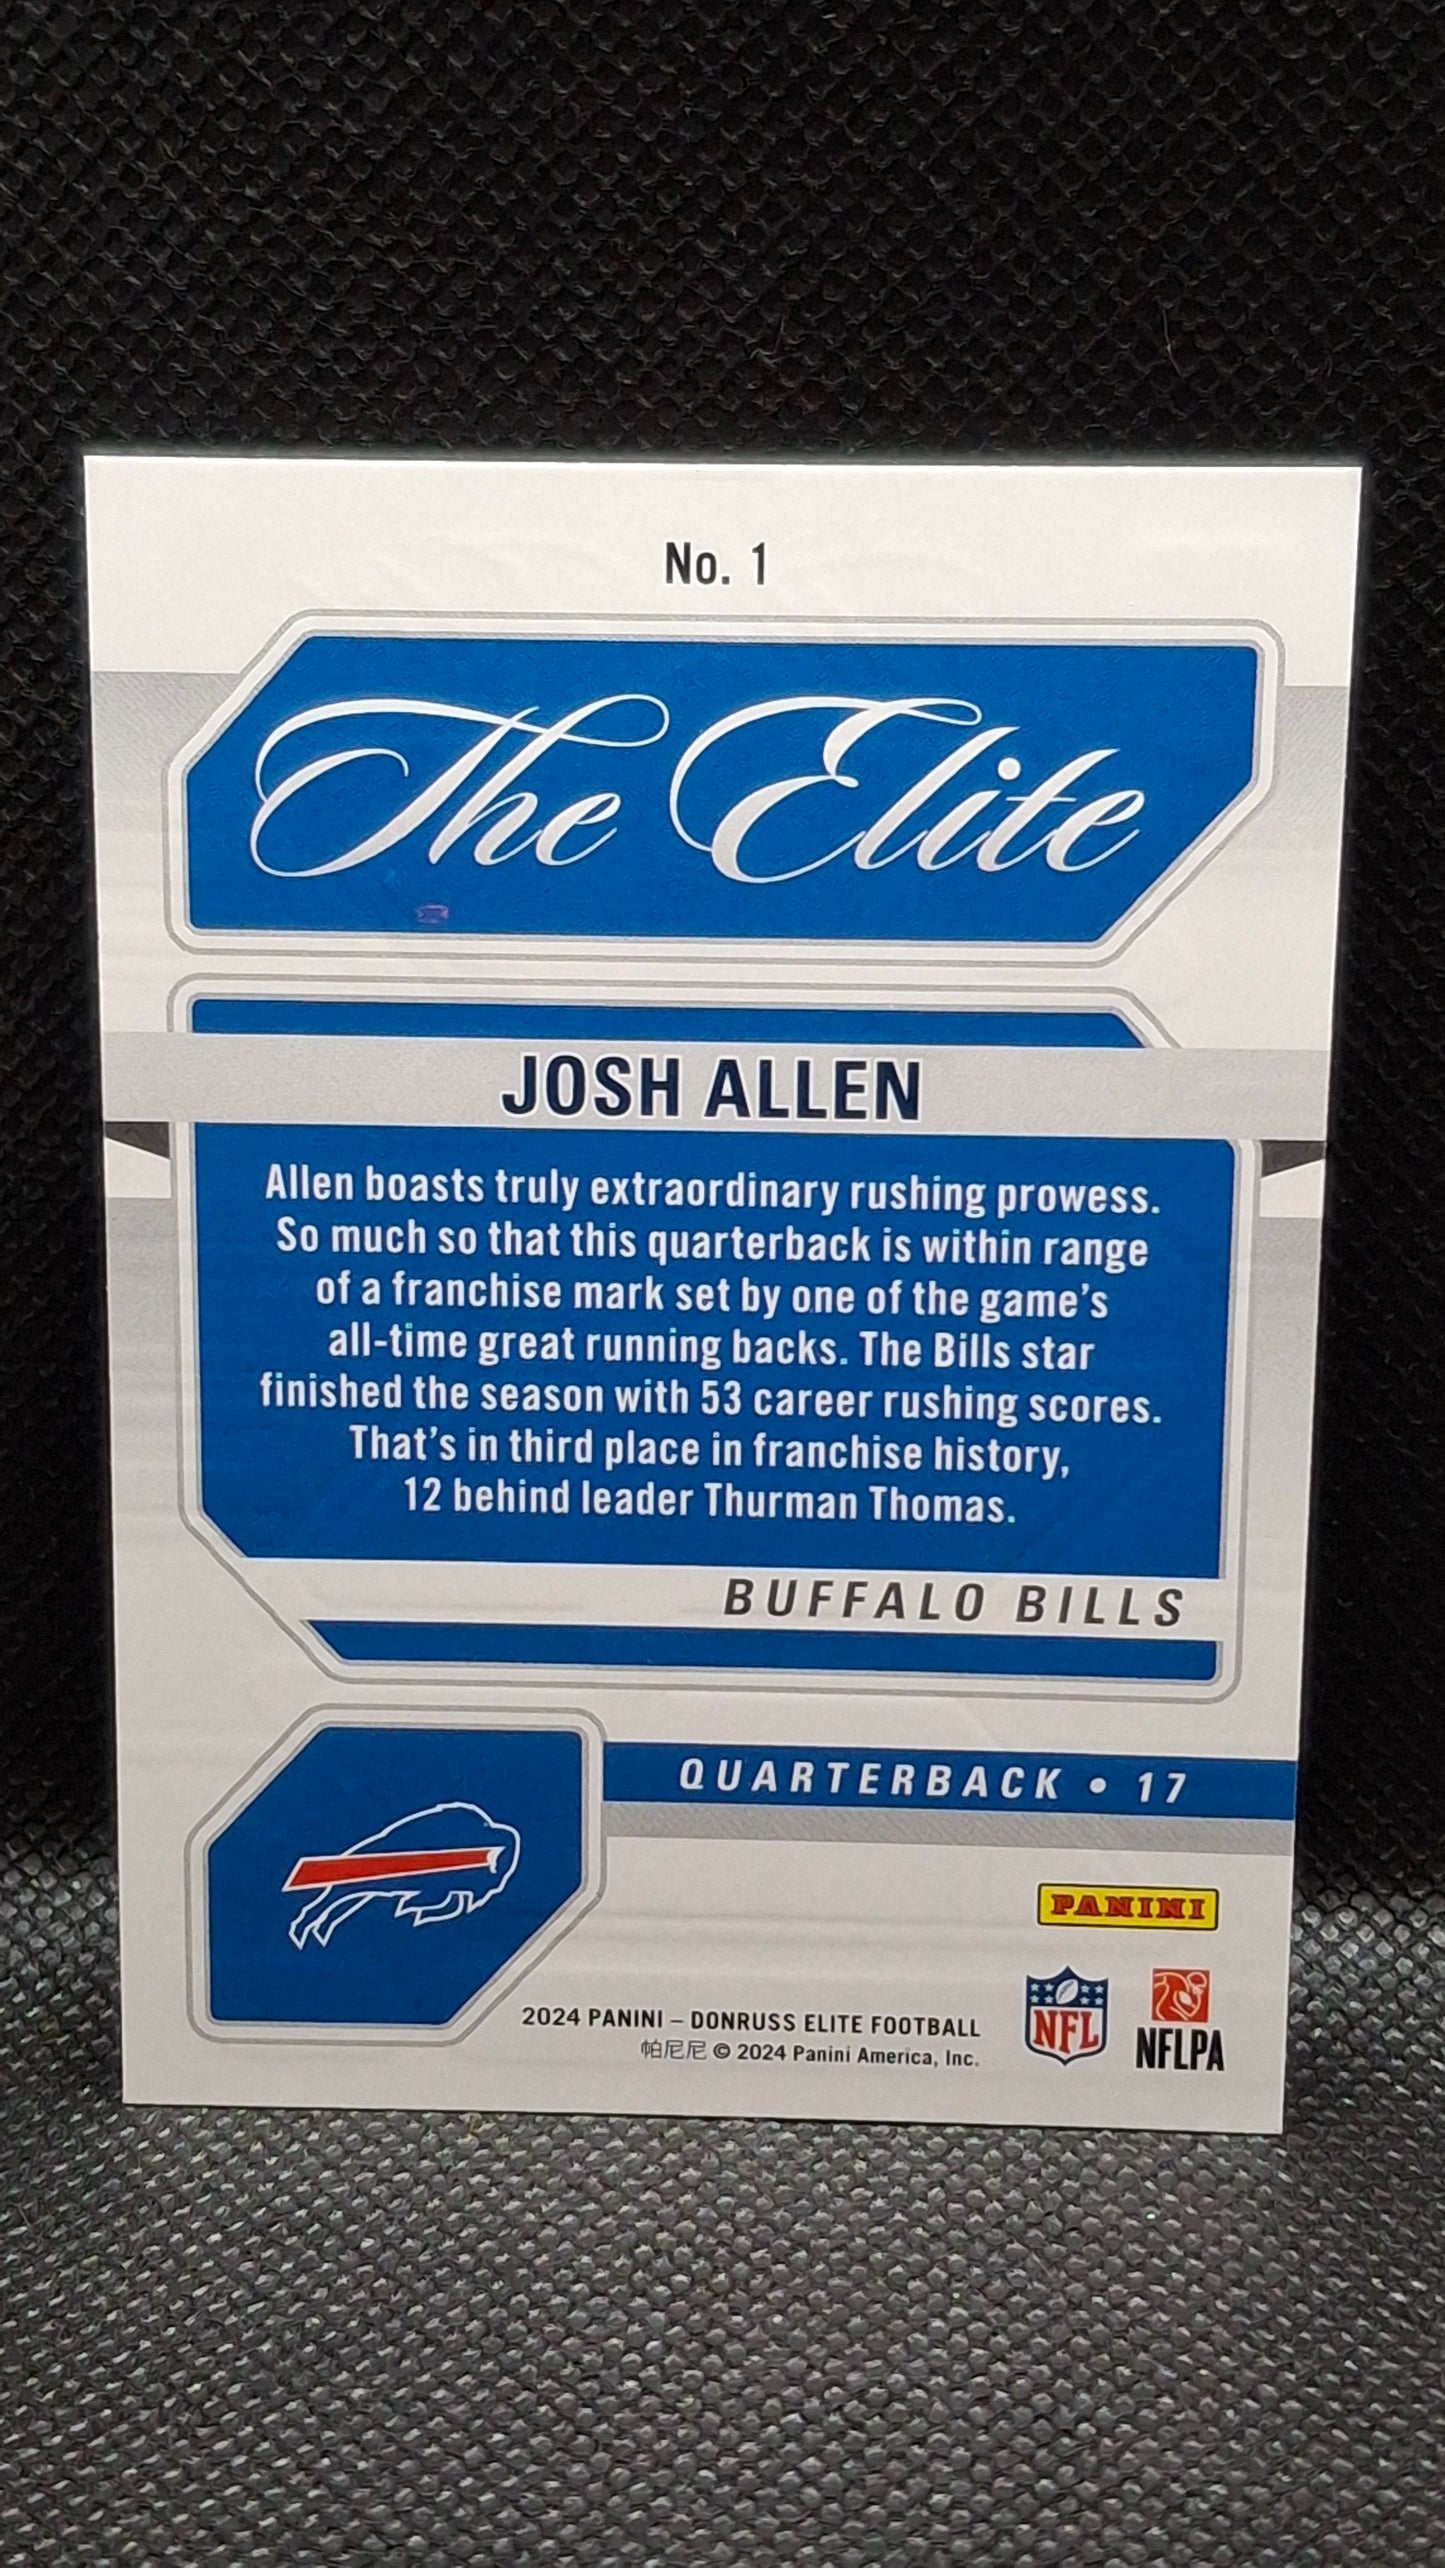 No. 1
The Elite
JOSH ALLEN
Allen boasts truly extraordinary rushing prowess.
So much so that this quarterback is within range
of a franchise mark set by one of the game's
all-time great running backs. The Bills star
finished the season with 53 career rushing scores.
That's in third place in franchise history,
12 behind leader Thurman Thomas.
BUFFALO BILLS
QUARTERBACK • 17
PANINI
2024 PANINI – DONRUSS ELITE FOOTBALL
帕尼尼 © 2024 Panini America, Inc.
NFL
NFLPA